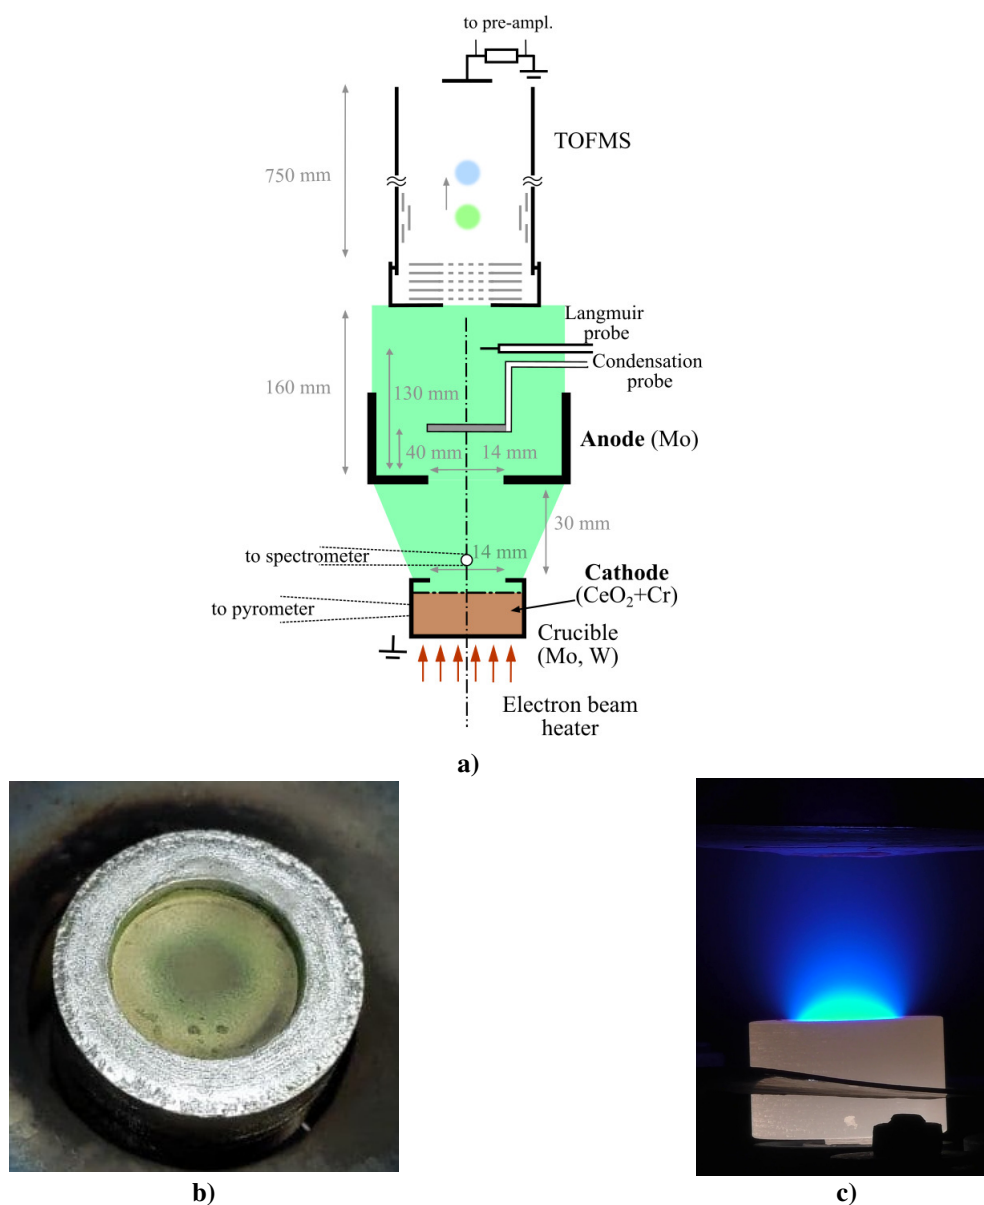 to pre-ampl.
TOFMS
750 mm
Langmuir
probe
Condensation
probe
160 mm
130 mm
Anode (Mo)
40 mm
14 mm
30 mm
to spectrometer
14 mm
Cathode
(CeO₂+Cr)
to pyrometer
Crucible
(Mo, W)
Electron beam
heater
a)
b)
c)